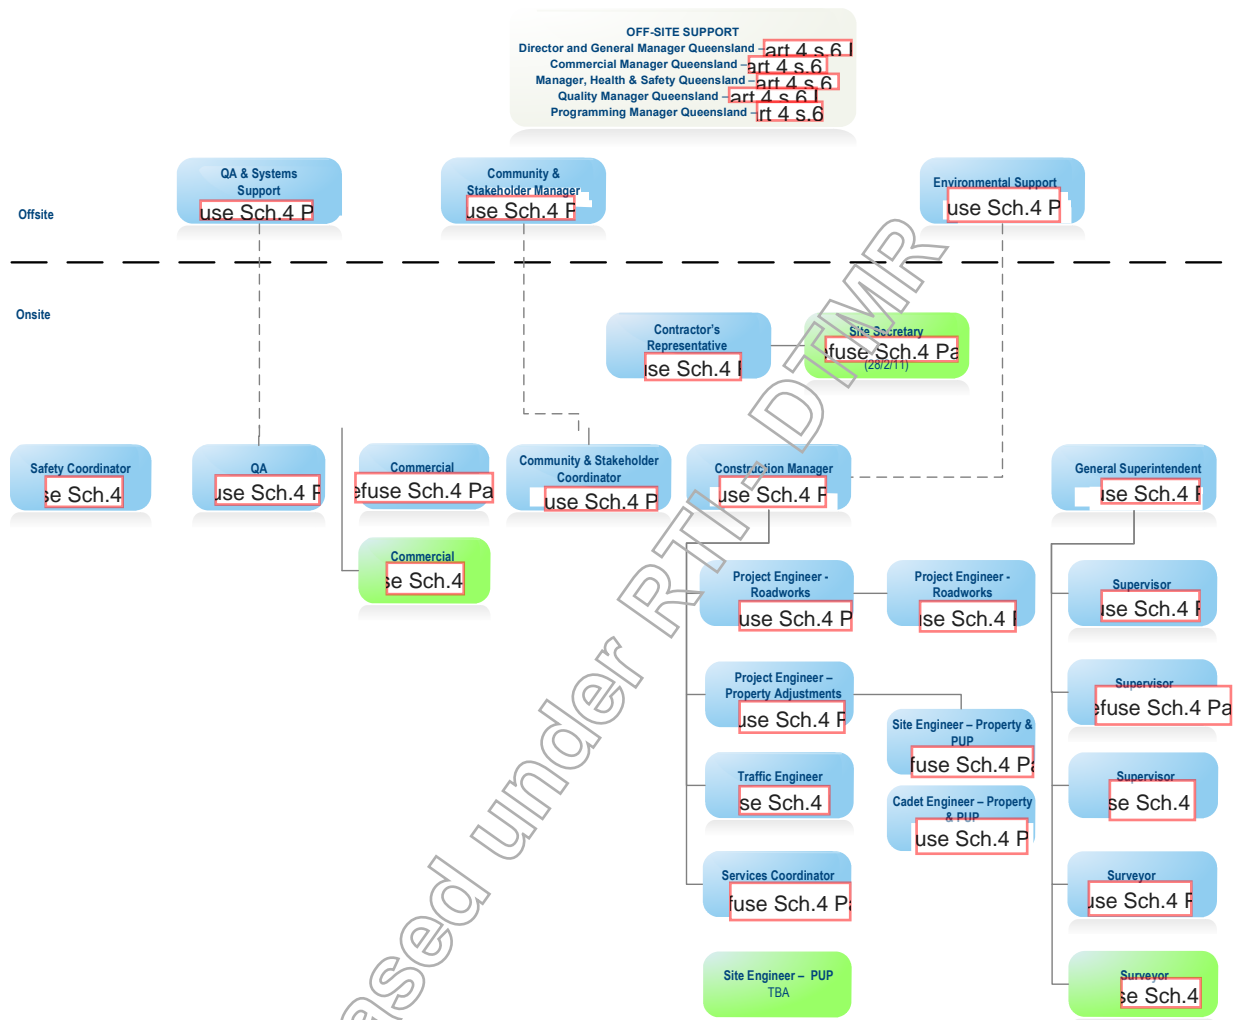 OFF-SITE SUPPORT
Director and General Manager Queensland – art 4 s.6
Commercial Manager Queensland – art 4 s.6
Manager, Health & Safety Queensland – art 4 s.6
Quality Manager Queensland – art 4 s.6
Programming Manager Queensland – rt 4 s.6
QA & Systems
Support
use Sch.4 P
Community &
Stakeholder Manager
use Sch.4 P
Environmental Support
use Sch.4 P
Offsite
Onsite
Contractor's
Representative
use Sch.4
Site Secretary
efuse Sch.4 Pa
(28/2/11)
Safety Coordinator
se Sch.4
QA
use Sch.4 P
Commercial
efuse Sch.4 Pa
Community & Stakeholder
Coordinator
use Sch.4 P
Construction Manager
use Sch.4 P
General Superintendent
use Sch.4
Commercial
se Sch.4
Project Engineer -
Roadworks
use Sch.4 P
Project Engineer -
Roadworks
use Sch.4
Supervisor
use Sch.4
Project Engineer –
Property Adjustments
use Sch.4 P
Supervisor
efuse Sch.4 Pa
Site Engineer – Property &
PUP
fuse Sch.4 Pa
Traffic Engineer
se Sch.4
Supervisor
se Sch.4
Cadet Engineer – Property
& PUP
use Sch.4 P
Services Coordinator
fuse Sch.4 Pa
Surveyor
use Sch.4 P
Site Engineer – PUP
TBA
Surveyor
se Sch.4
ased under RTI - DTMR